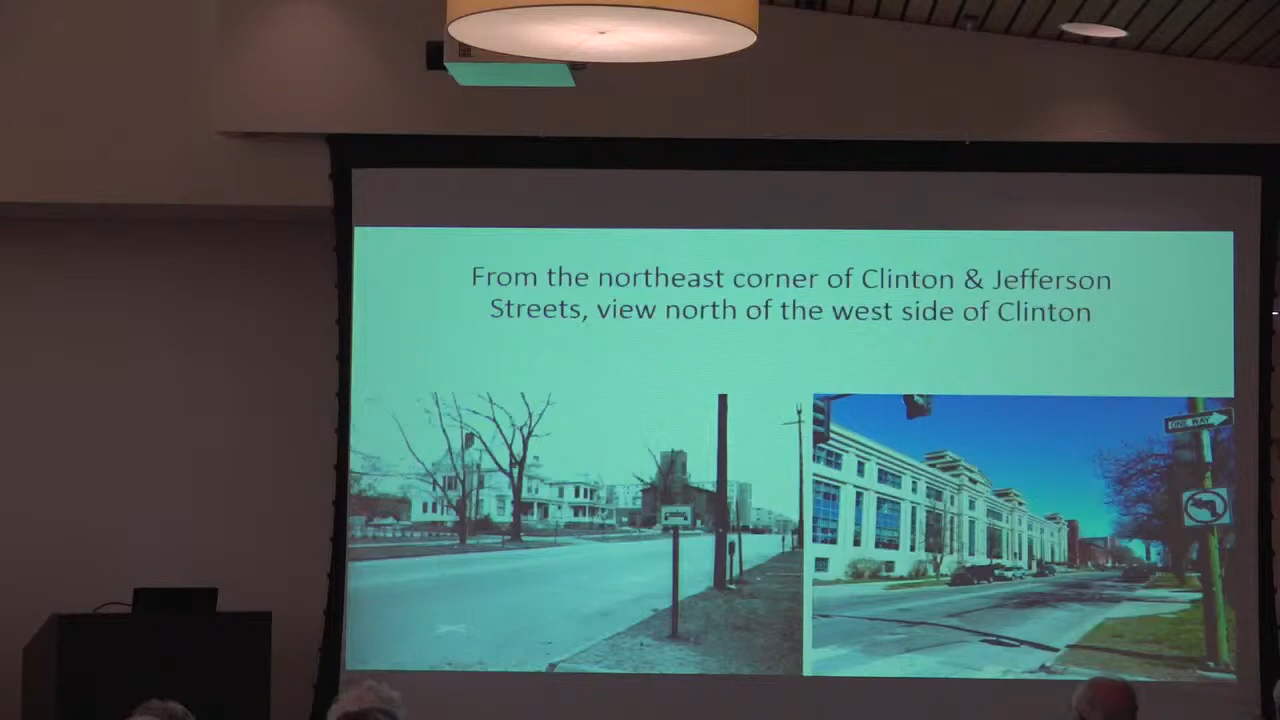 From the northeast corner of Clinton & Jefferson
Streets, view north of the west side of Clinton
ONE WAY